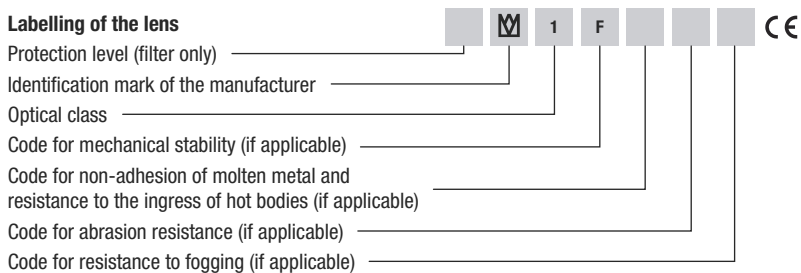 Labelling of the lens
1 F CE
Protection level (filter only)
Identification mark of the manufacturer
Optical class
Code for mechanical stability (if applicable)
Code for non-adhesion of molten metal and
resistance to the ingress of hot bodies (if applicable)
Code for abrasion resistance (if applicable)
Code for resistance to fogging (if applicable)